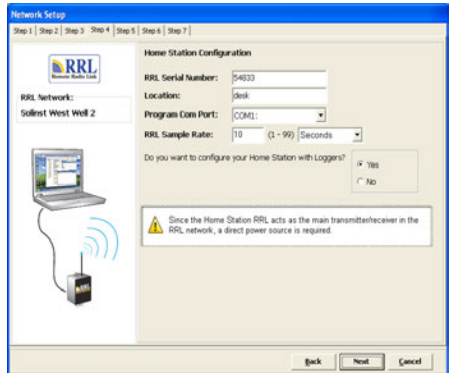 Network Setup
Step 1 Step 2 Step 3 Step 4 Step 5 Step 6 Step 7
RRL
Remote Radio Link
RRL Network:
Solinst West Well 2
Home Station Configuration
RRL Serial Number: 54833
Location: desk
Program Com Port: COM1:
RRL Sample Rate: 10 (1 - 99) Seconds
Do you want to configure your Home Station with Loggers?
Yes
No
Since the Home Station RRL acts as the main transmitter/receiver in the
RRL network, a direct power source is required.
RRL
Back Next Cancel